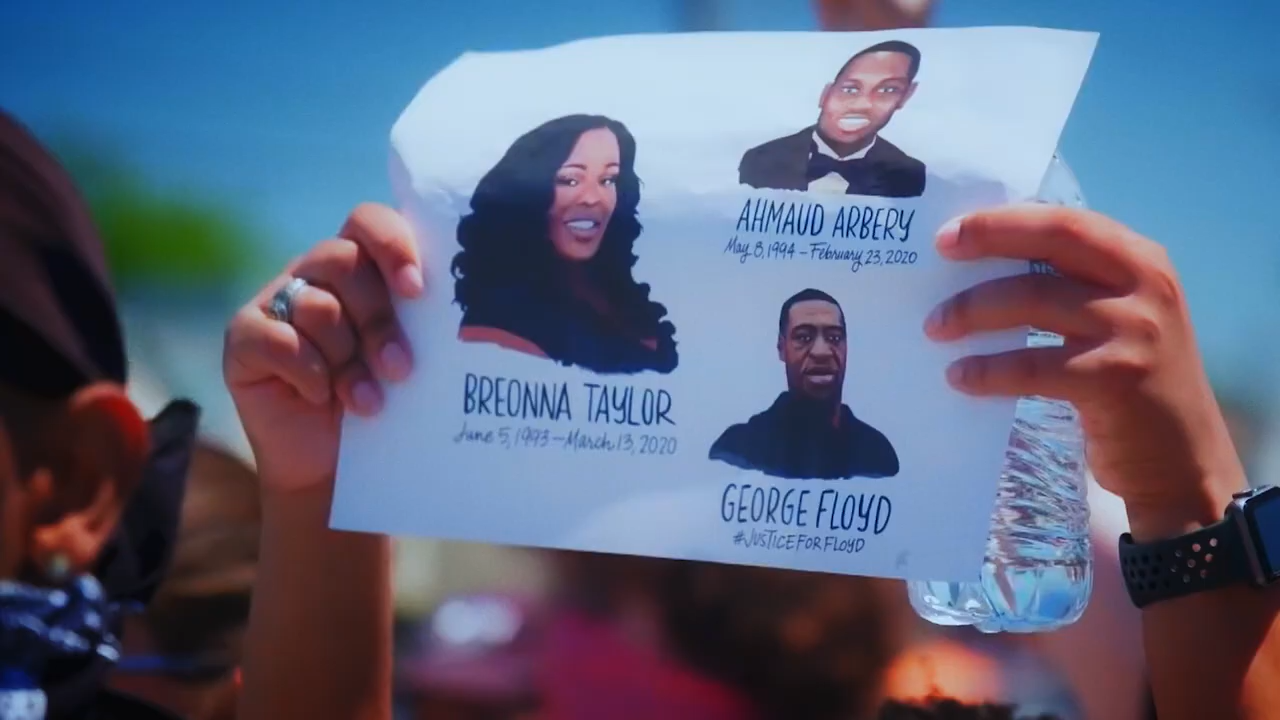 BREONNA TAYLOR
June 5, 1993 – March 13, 2020
AHMAUD ARBERY
May 8, 1994 – February 23, 2020
GEORGE FLOYD
#JUSTICEFORFLOYD